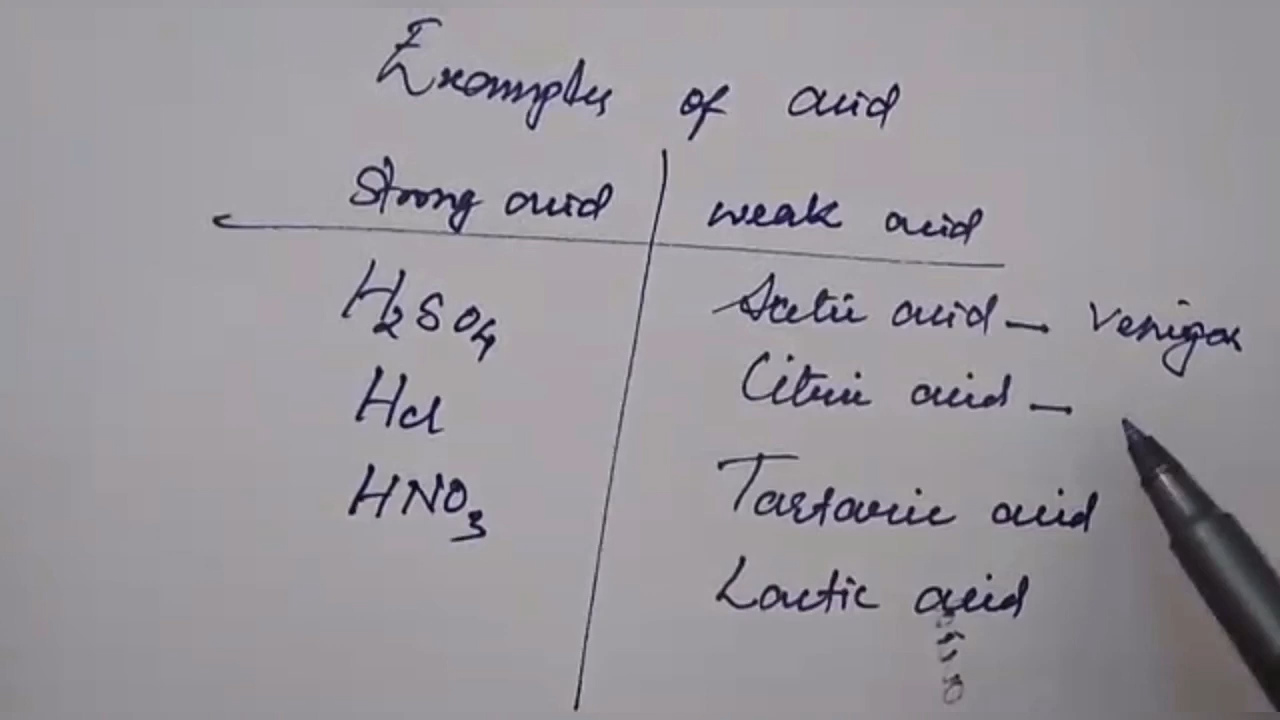 Examples of acid
Strong acid weak acid
H₂SO₄ Acetic acid — Venigar
Hcl Citric acid —
HNO₃ Tartaric acid
Lactic acid